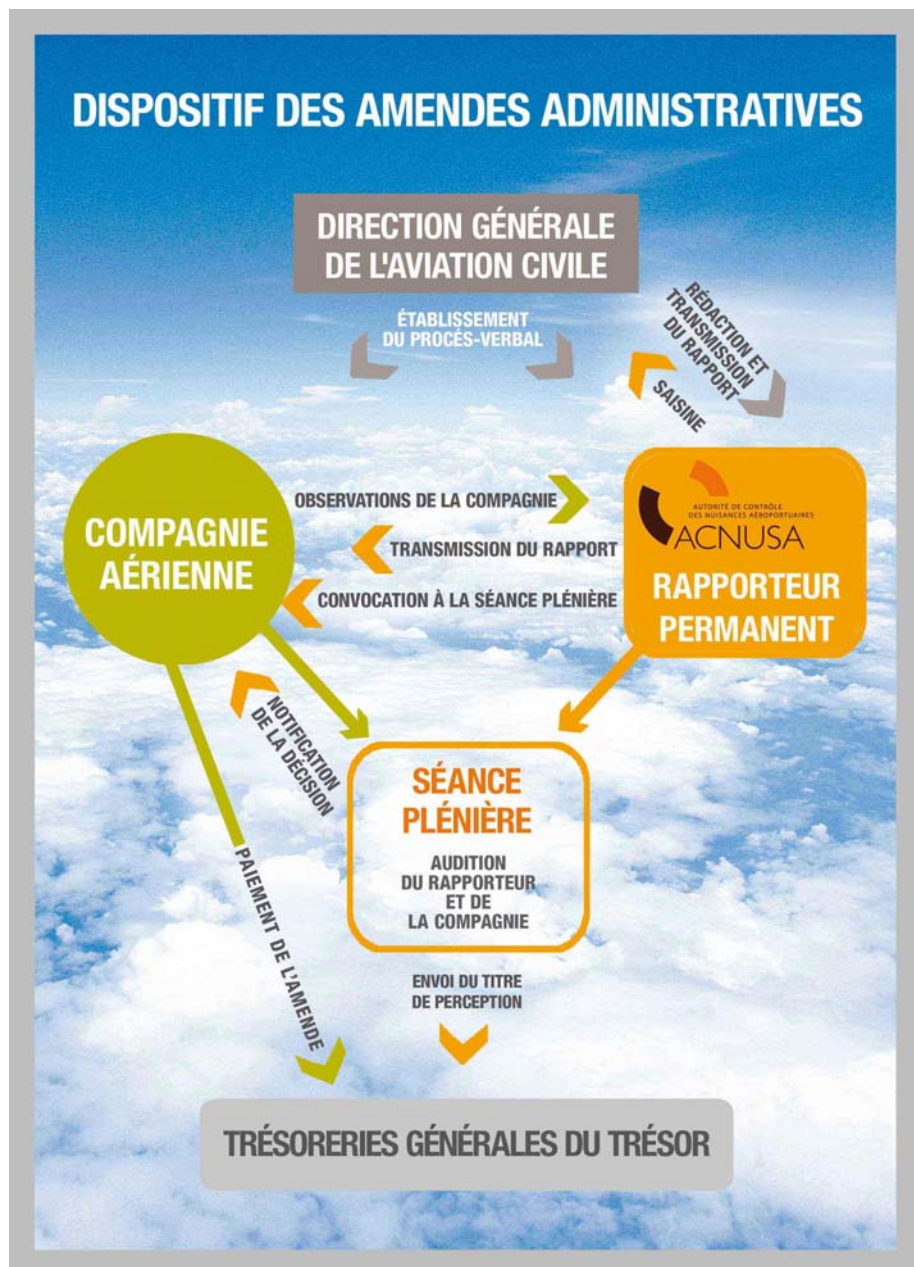 DISPOSITIF DES AMENDES ADMINISTRATIVES
DIRECTION GÉNÉRALE
DE L'AVIATION CIVILE
ÉTABLISSEMENT
DU PROCÉS-VERBAL
RÉDACTION ET
TRANSMISSION
DU RAPPORT
SAISINE
COMPAGNIE
AÉRIENNE
OBSERVATIONS DE LA COMPAGNIE
TRANSMISSION DU RAPPORT
CONVOCATION À LA SÉANCE PLÉNIÈRE
AUTORITÉ DE CONTRÔLE
DES NUISANCES AÉROPORTUAIRES
ACNUSA
RAPPORTEUR
PERMANENT
NOTIFICATION
DE LA DÉCISION
SÉANCE
PLÉNIÈRE
AUDITION
DU RAPPORTEUR
ET DE
LA COMPAGNIE
PAIEMENT DE L'AMENDE
ENVOI DU TITRE
DE PERCEPTION
TRÉSORERIES GÉNÉRALES DU TRÉSOR